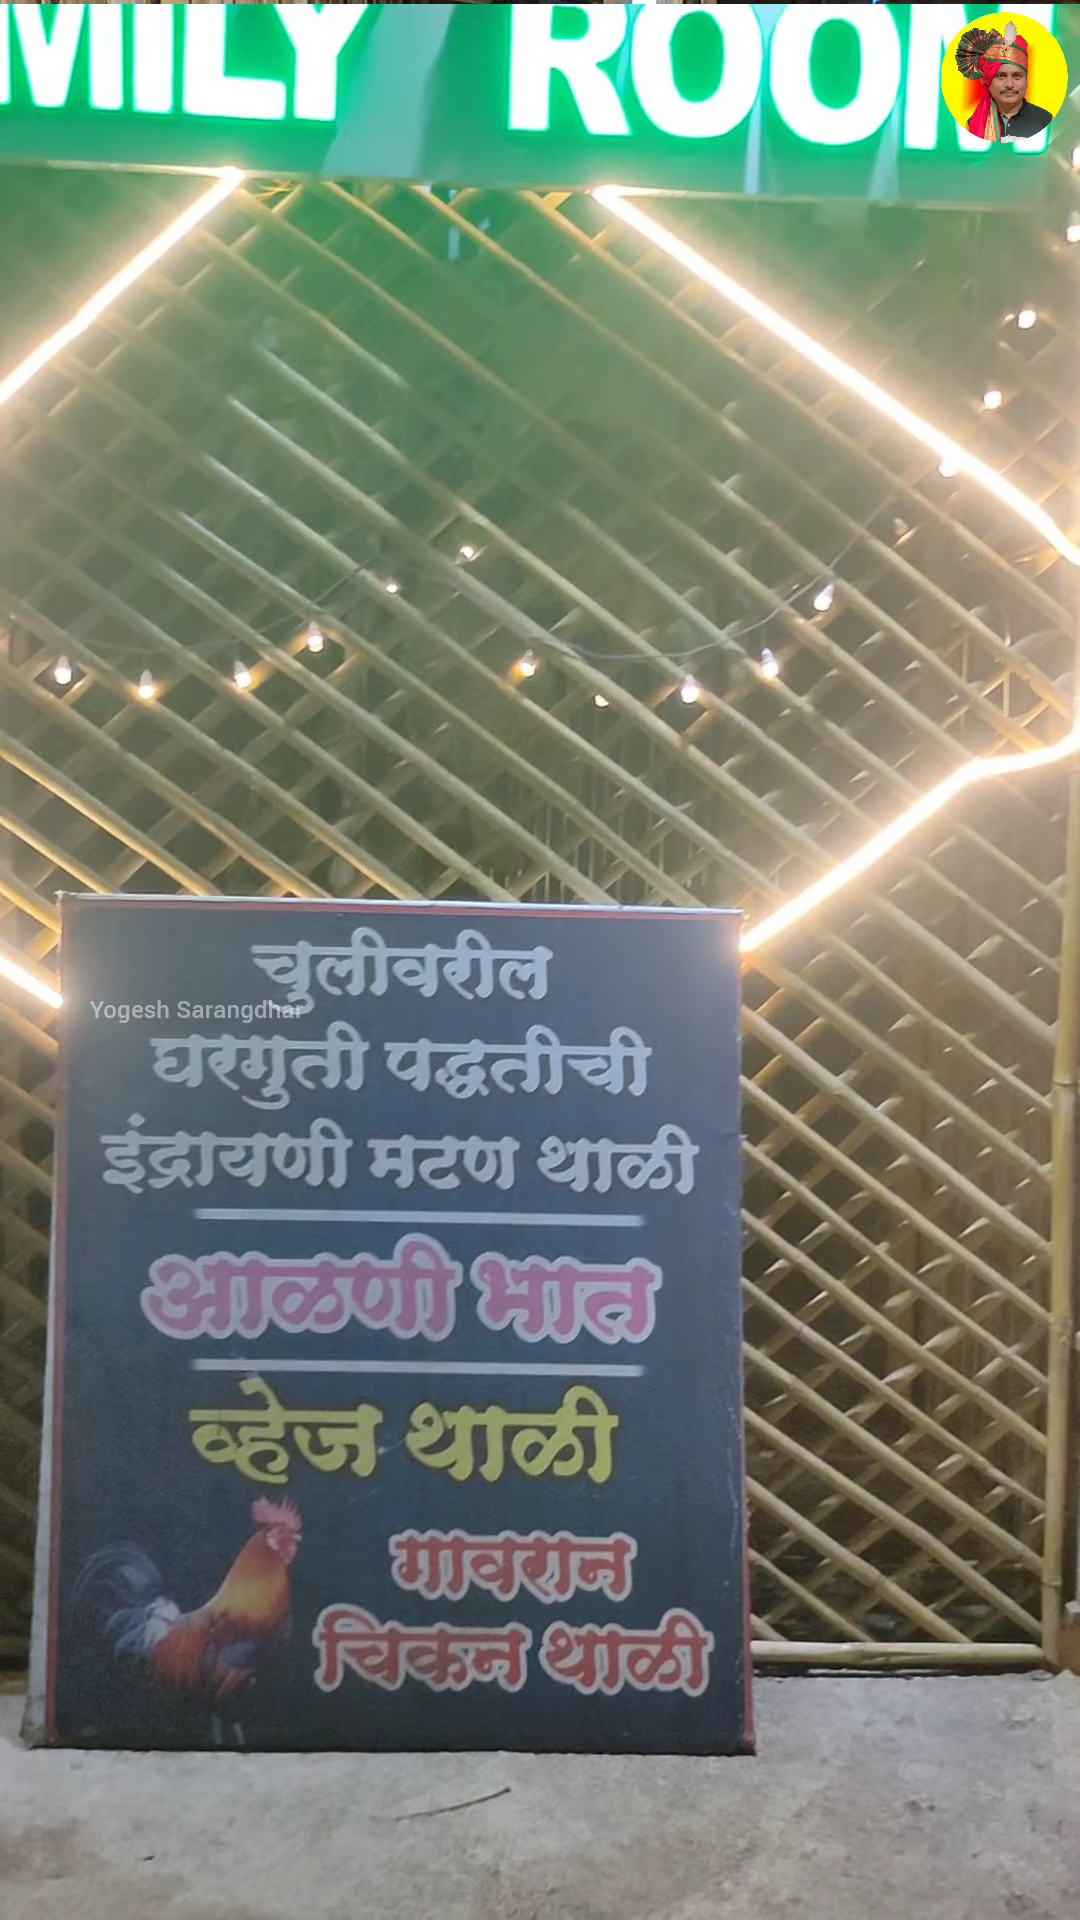 MILY ROOM
चुलीवरील
Yogesh Sarangdhar
घरगुती पद्धतीची
इंद्रायणी मटण थाळी
आळणी भात
व्हेज थाळी
गावरान
चिकन थाळी